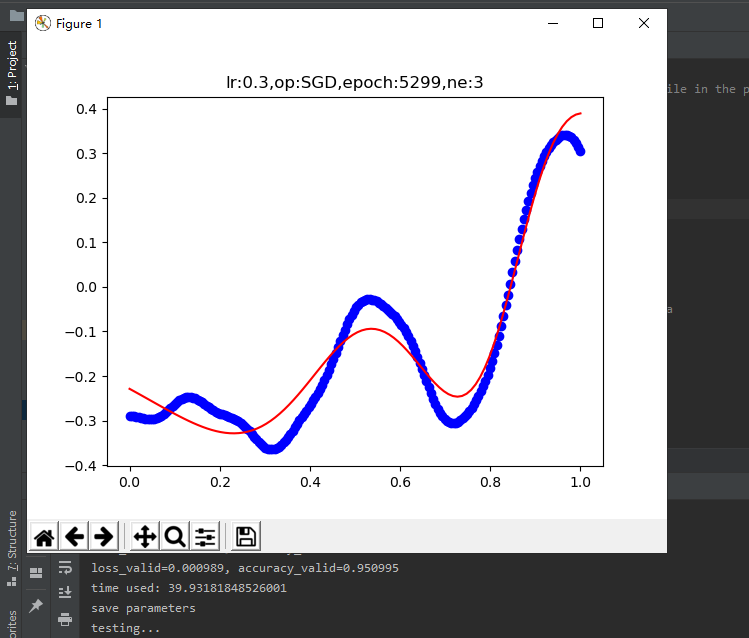 Figure 1
1: Project
lr:0.3,op:SGD,epoch:5299,ne:3
ile in the p
0.4
0.3
0.2
0.1
0.0
−0.1
−0.2
−0.3
−0.4
a
0.0 0.2 0.4 0.6 0.8 1.0
7: Structure
loss_valid=0.000989, accuracy_valid=0.950995
time used: 39.93181848526001
save parameters
testing...
orites